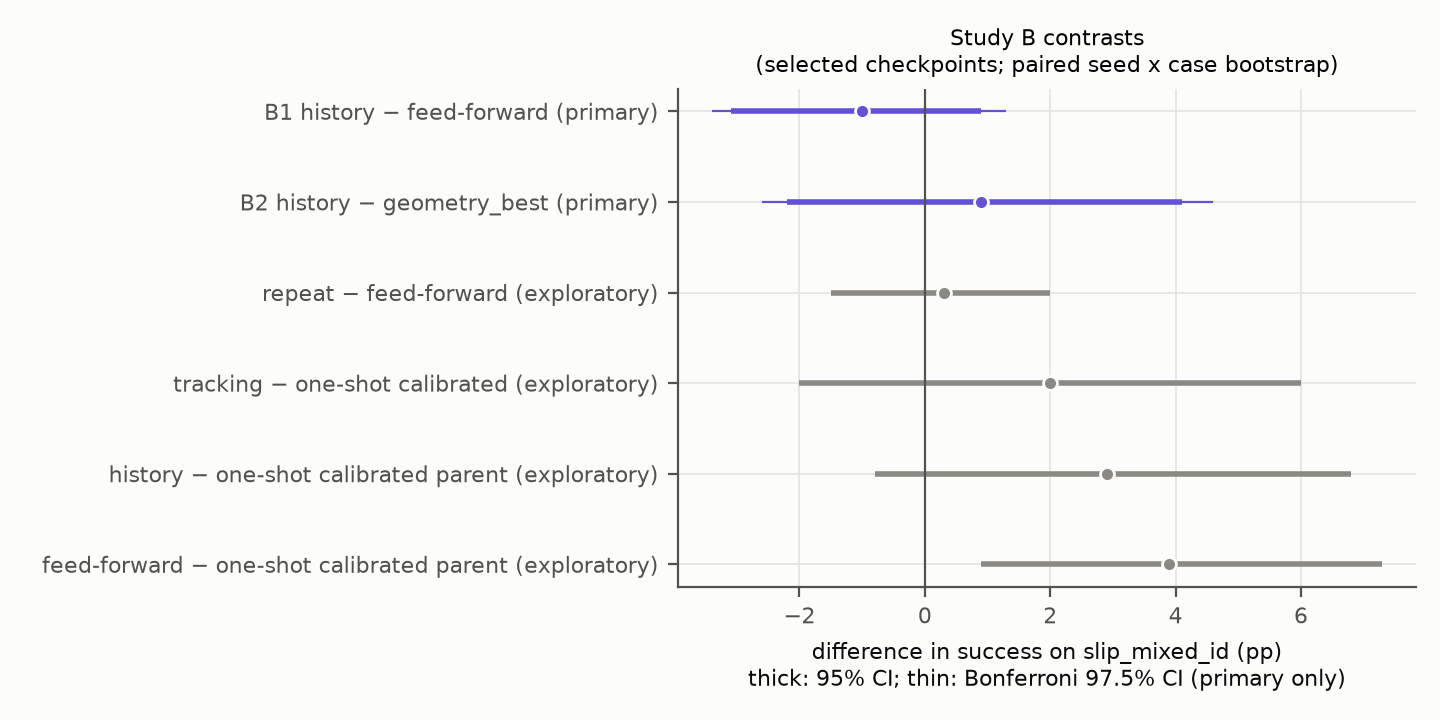 Study B contrasts
(selected checkpoints; paired seed x case bootstrap)
B1 history − feed-forward (primary)
B2 history − geometry_best (primary)
repeat − feed-forward (exploratory)
tracking − one-shot calibrated (exploratory)
history − one-shot calibrated parent (exploratory)
feed-forward − one-shot calibrated parent (exploratory)
−2 0 2 4 6
difference in success on slip_mixed_id (pp)
thick: 95% CI; thin: Bonferroni 97.5% CI (primary only)